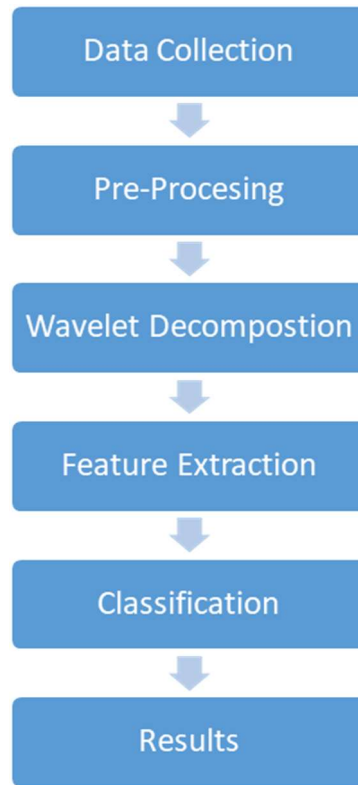 Data Collection
Pre-Procesing
Wavelet Decompostion
Feature Extraction
Classification
Results